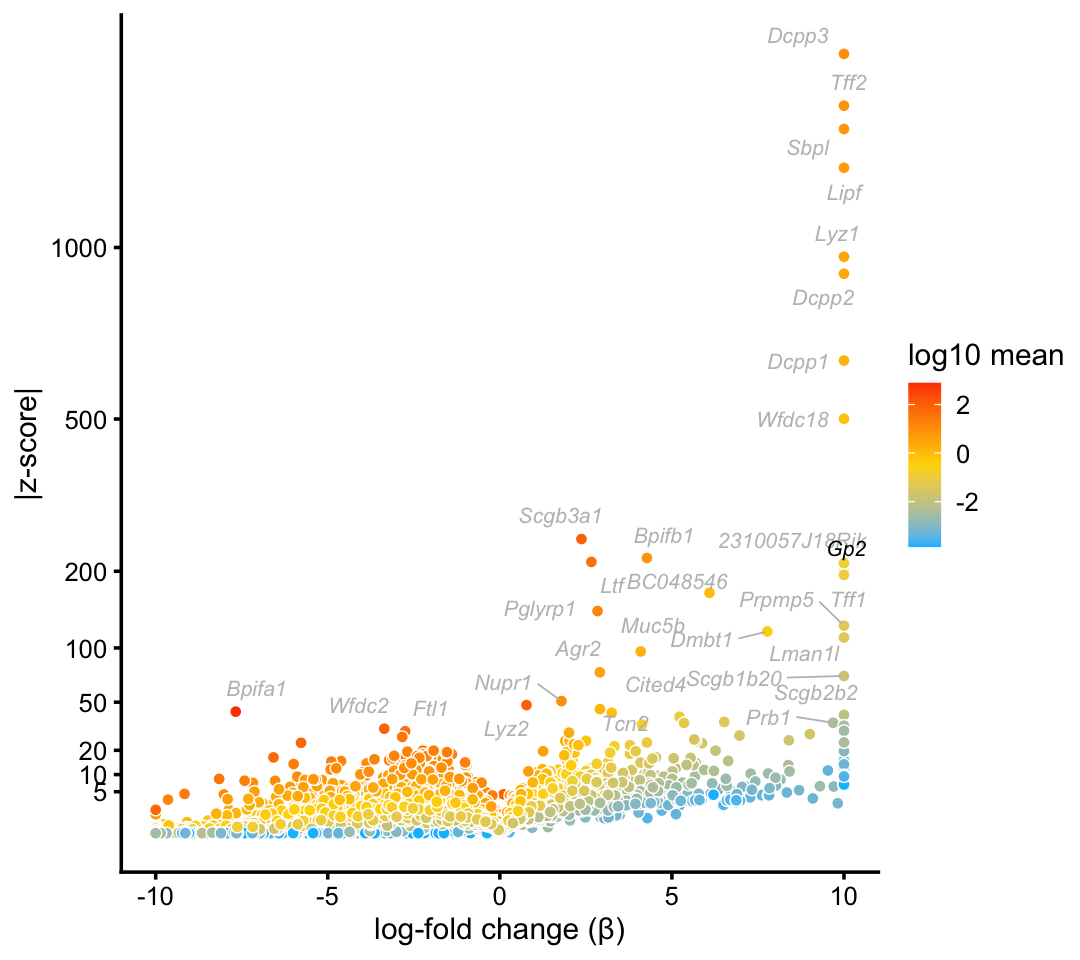 Dcpp3
Tff2
Sbpl
Lipf
Lyz1
1000
Dcpp2
log10 mean
Dcpp1
2
Wfdc18
500
0
|z-score|
-2
Scgb3a1
Bpifb1
2310057J18Rik
Gp2
200
Ltf
BC048546
Prpmp5
Tff1
Pglyrp1
Muc5b
Dmbt1
100
Agr2
Lman1l
Nupr1
Cited4
Scgb1b20
Bpifa1
Scgb2b2
50
Wfdc2
Ftl1
Prb1
Lyz2
Tcn2
20
10
5
-10
-5
0
5
10
log-fold change (β)